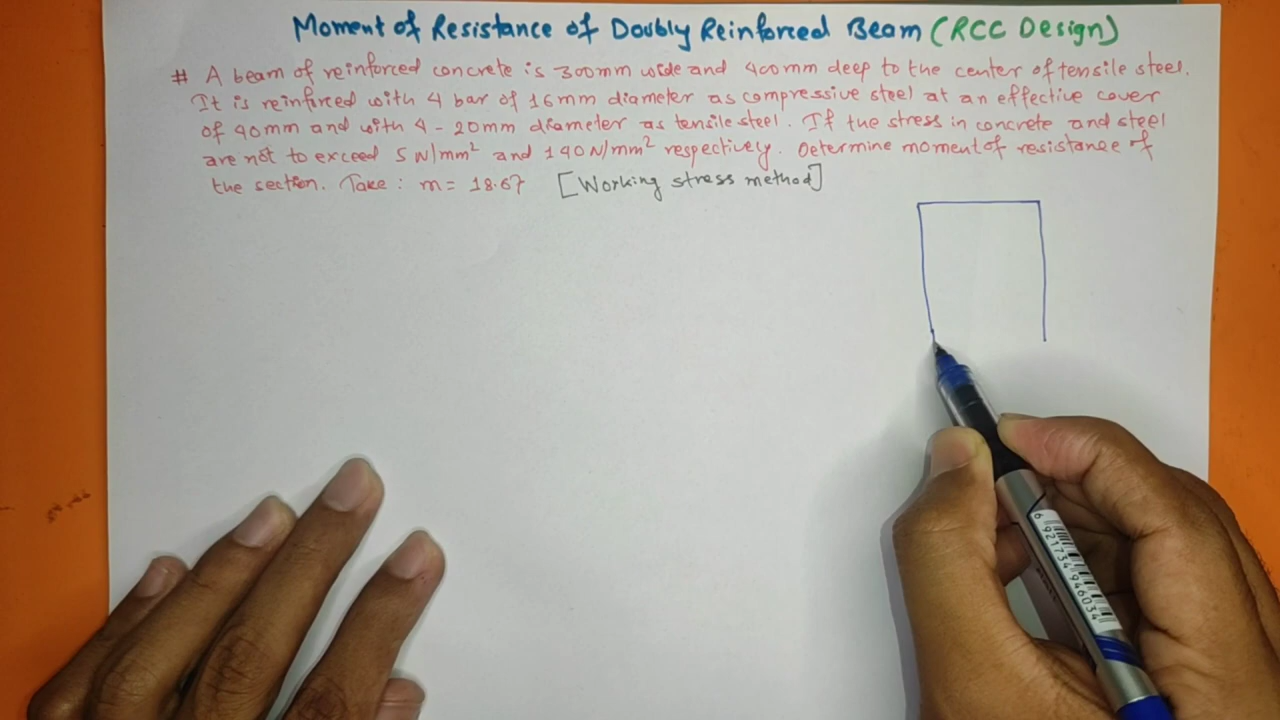 Moment of Resistance of Doubly Reinforced Beam (RCC Design)
# A beam of reinforced concrete is 300mm wide and 400mm deep to the center of tensile steel.
It is reinforced with 4 bar of 16mm diameter as compressive steel at an effective cover
of 40mm and with 4 - 20mm diameter as tensile steel. If the stress in concrete and steel
are not to exceed 5 N/mm² and 140 N/mm² respectively. Determine moment of resistance of
the section. Take : m = 18.67 [Working stress method]
6 921734 946034